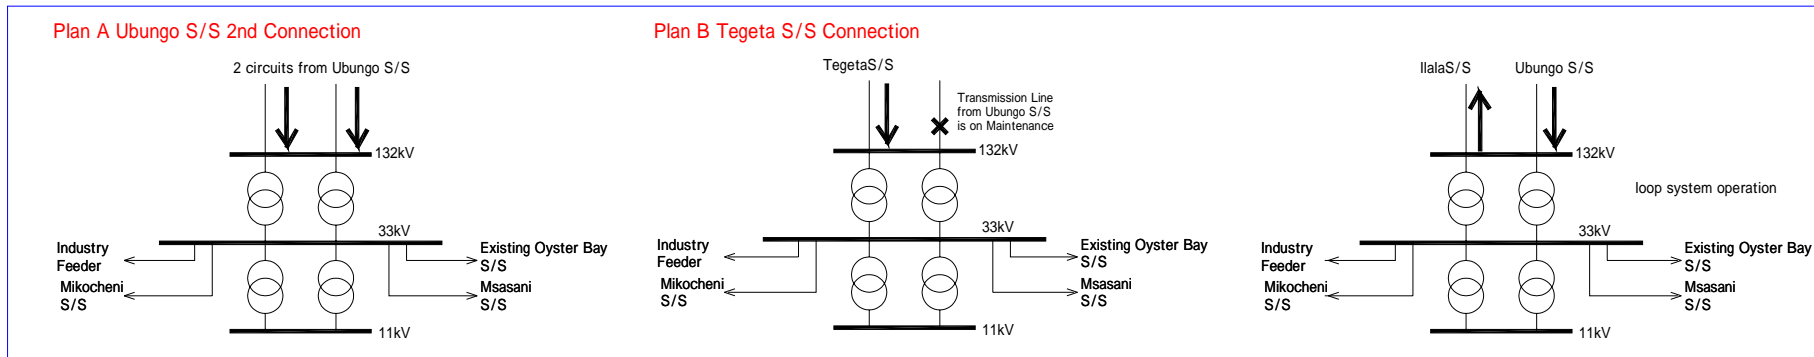 Plan A Ubungo S/S 2nd Connection
2 circuits from Ubungo S/S
132kV
33kV
Industry
Feeder
Mikocheni
S/S
Existing Oyster Bay
S/S
Msasani
S/S
11kV
Plan B Tegeta S/S Connection
TegetaS/S
Transmission Line
from Ubungo S/S
is on Maintenance
132kV
33kV
Industry
Feeder
Mikocheni
S/S
Existing Oyster Bay
S/S
Msasani
S/S
11kV
IlalaS/S
Ubungo S/S
132kV
loop system operation
33kV
Industry
Feeder
Mikocheni
S/S
Existing Oyster Bay
S/S
Msasani
S/S
11kV